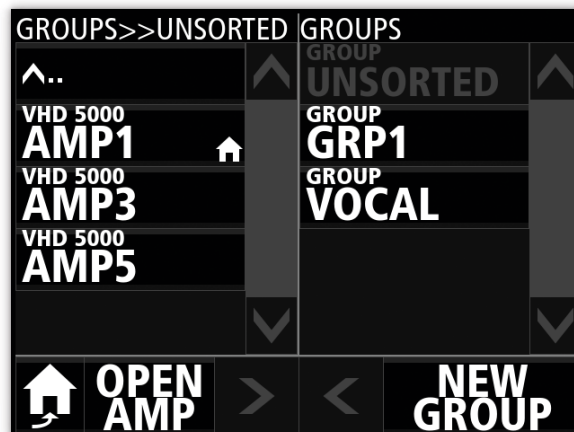 GROUPS>>UNSORTED
^..
VHD 5000
AMP1
VHD 5000
AMP3
VHD 5000
AMP5
GROUPS
GROUP
UNSORTED
GROUP
GRP1
GROUP
VOCAL
OPEN
AMP
>
<
NEW
GROUP